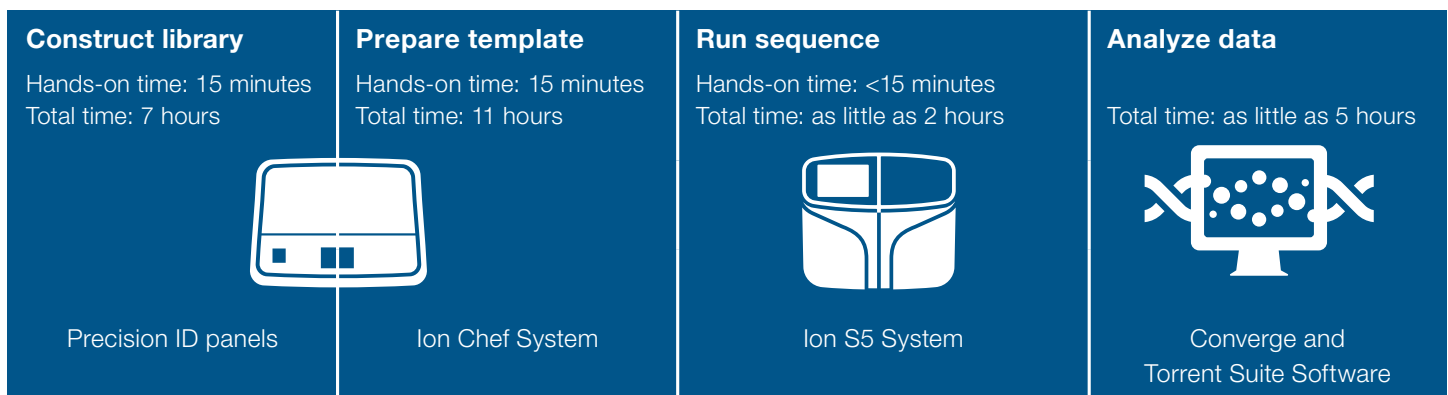 Construct library
Hands-on time: 15 minutes
Total time: 7 hours
Precision ID panels
Prepare template
Hands-on time: 15 minutes
Total time: 11 hours
Ion Chef System
Run sequence
Hands-on time: <15 minutes
Total time: as little as 2 hours
Ion S5 System
Analyze data
Total time: as little as 5 hours
Converge and
Torrent Suite Software